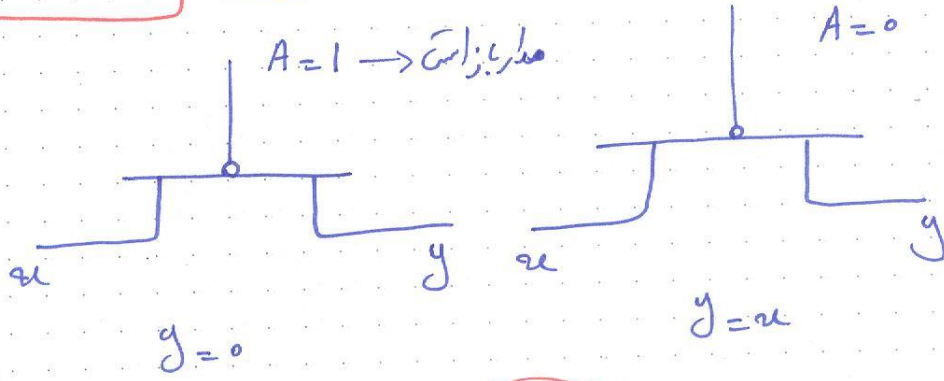 A = 1 → مدار باز است
A = 0
x y
x y
y = 0
y = x